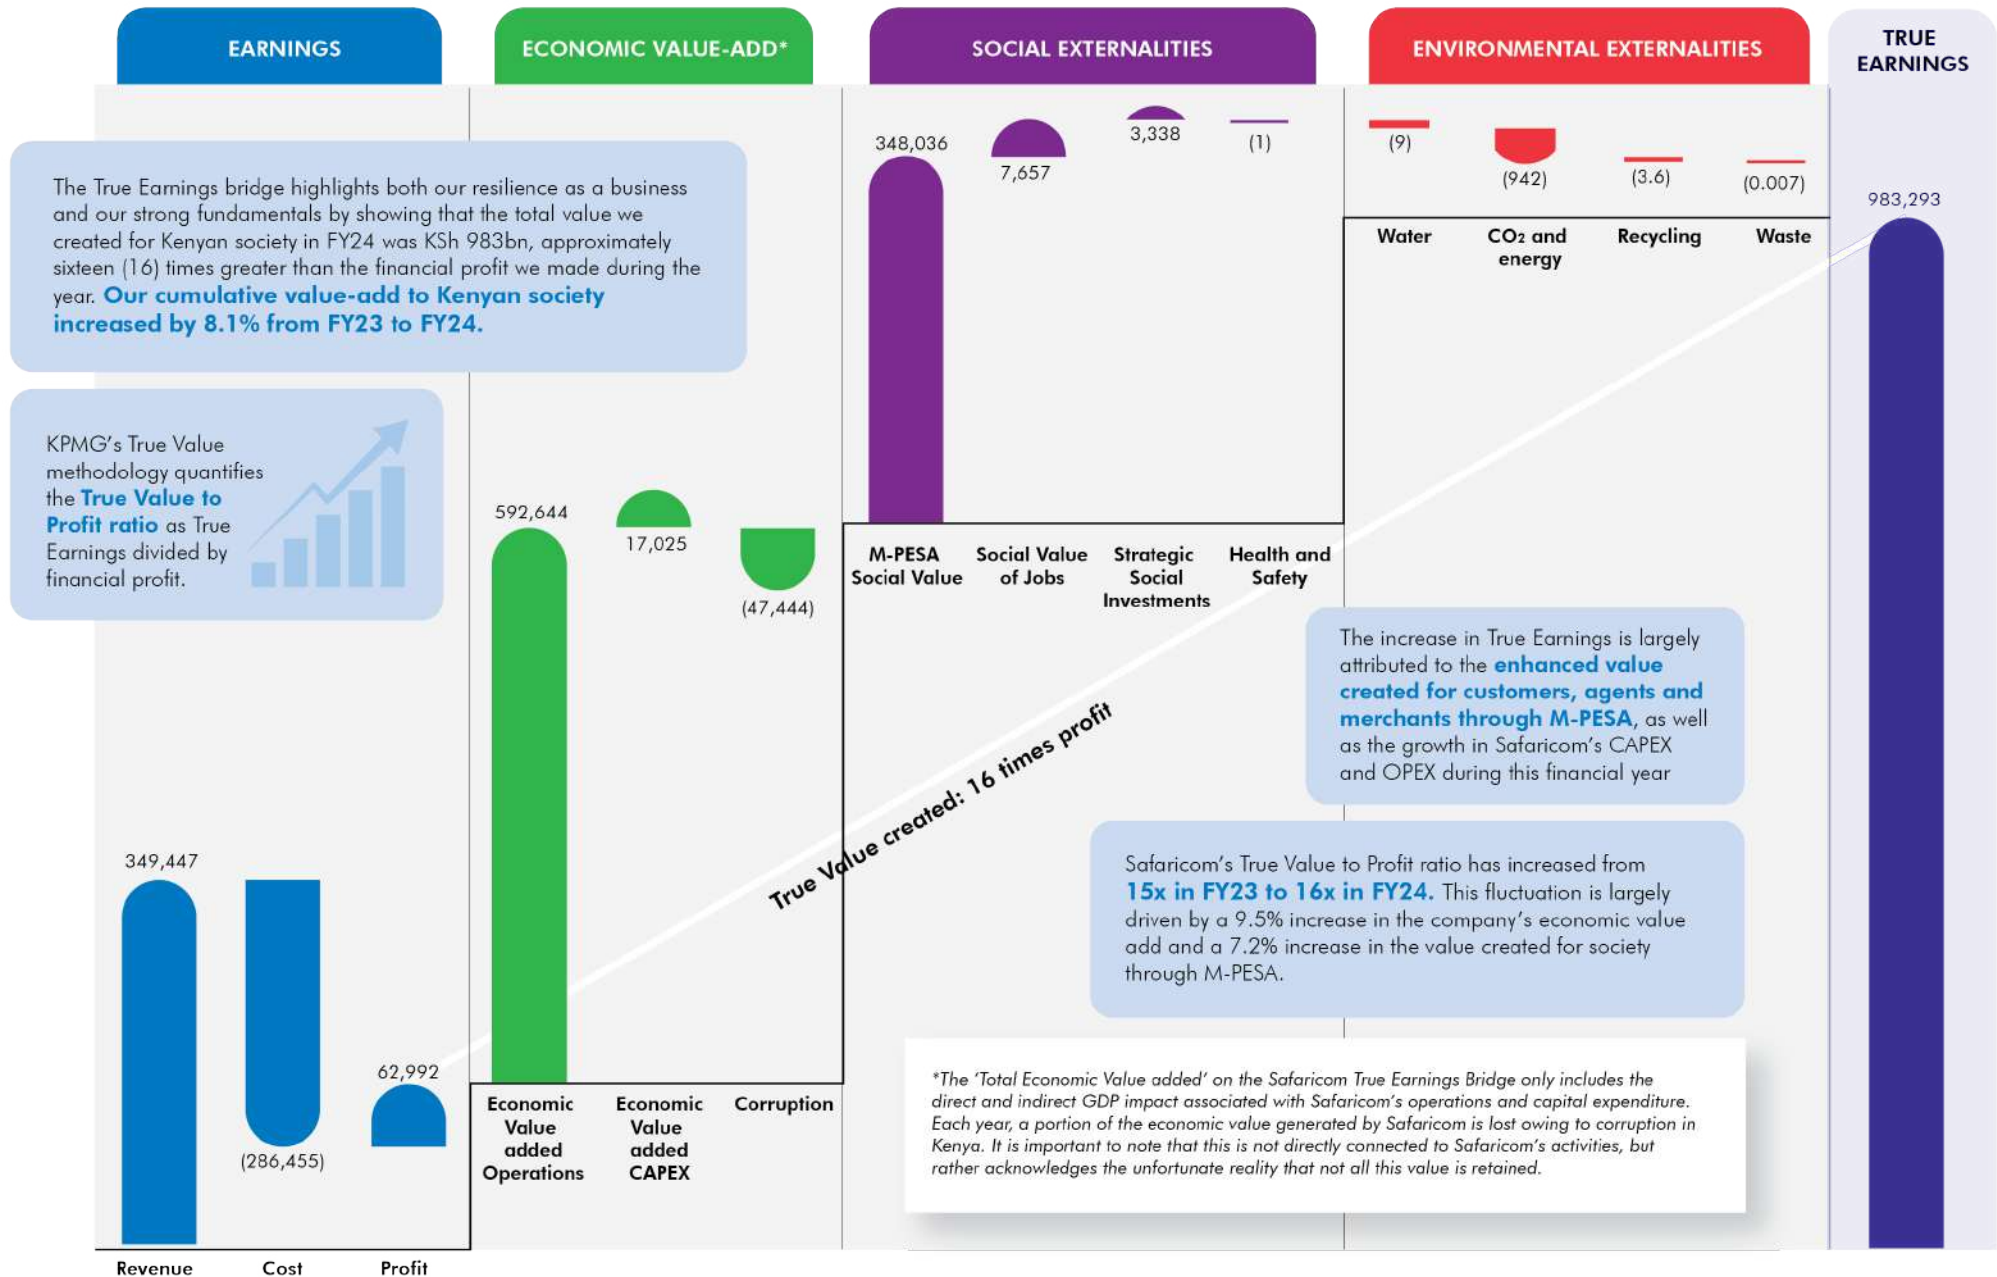 EARNINGS
ECONOMIC VALUE-ADD*
SOCIAL EXTERNALITIES
ENVIRONMENTAL EXTERNALITIES
TRUE
EARNINGS
The True Earnings bridge highlights both our resilience as a business
and our strong fundamentals by showing that the total value we
created for Kenyan society in FY24 was KSh 983bn, approximately
sixteen (16) times greater than the financial profit we made during the
year. Our cumulative value-add to Kenyan society
increased by 8.1% from FY23 to FY24.
KPMG's True Value
methodology quantifies
the True Value to
Profit ratio as True
Earnings divided by
financial profit.
349,447
(286,455)
62,992
Revenue
Cost
Profit
592,644
17,025
(47,444)
Economic
Value
added
Operations
Economic
Value
added
CAPEX
Corruption
348,036
7,657
3,338
(1)
M-PESA
Social Value
Social Value
of Jobs
Strategic
Social
Investments
Health and
Safety
(9)
(942)
(3.6)
(0.007)
Water
CO2 and
energy
Recycling
Waste
983,293
True Value created: 16 times profit
The increase in True Earnings is largely
attributed to the enhanced value
created for customers, agents and
merchants through M-PESA, as well
as the growth in Safaricom's CAPEX
and OPEX during this financial year
Safaricom's True Value to Profit ratio has increased from
15x in FY23 to 16x in FY24. This fluctuation is largely
driven by a 9.5% increase in the company's economic value
add and a 7.2% increase in the value created for society
through M-PESA.
*The 'Total Economic Value added' on the Safaricom True Earnings Bridge only includes the
direct and indirect GDP impact associated with Safaricom's operations and capital expenditure.
Each year, a portion of the economic value generated by Safaricom is lost owing to corruption in
Kenya. It is important to note that this is not directly connected to Safaricom's activities, but
rather acknowledges the unfortunate reality that not all this value is retained.